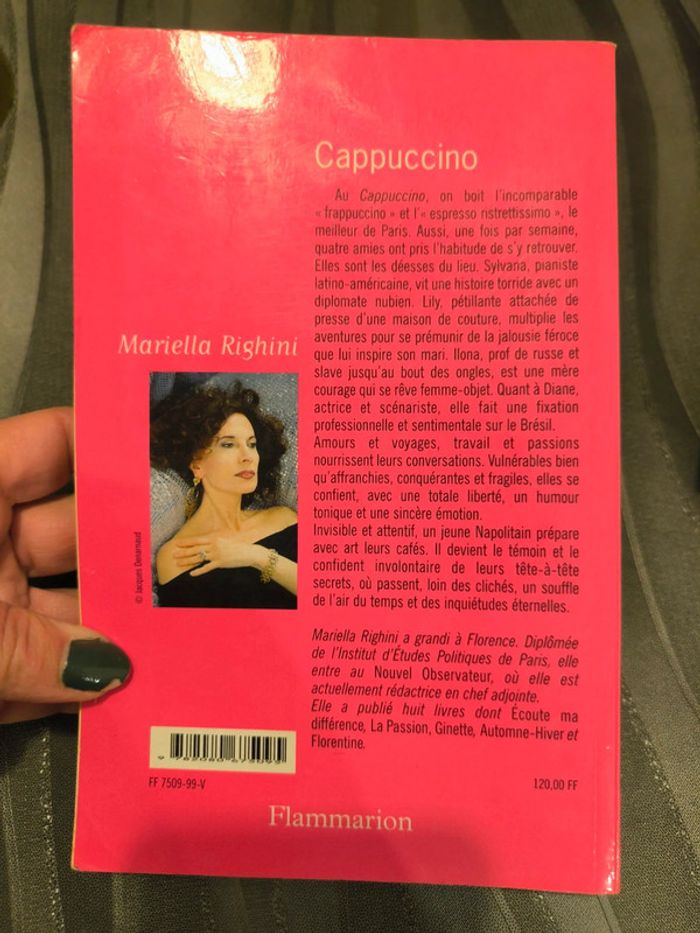 Cappuccino
Au Cappuccino, on boit l'incomparable
« frappuccino » et l'« espresso ristrettissimo », le
meilleur de Paris. Aussi, une fois par semaine,
quatre amies ont pris l'habitude de s'y retrouver.
Elles sont les déesses du lieu. Sylvana, pianiste
latino-américaine, vit une histoire torride avec un
diplomate nubien. Lily, pétillante attachée de
presse d'une maison de couture, multiplie les
aventures pour se prémunir de la jalousie féroce
que lui inspire son mari. Ilona, prof de russe et
slave jusqu'au bout des ongles, est une mère
courage qui se rêve femme-objet. Quant à Diane,
actrice et scénariste, elle fait une fixation
professionnelle et sentimentale sur le Brésil.
Amours et voyages, travail et passions
nourrissent leurs conversations. Vulnérables bien
qu'affranchies, conquérantes et fragiles, elles se
confient, avec une totale liberté, un humour
tonique et une sincère émotion.
Invisible et attentif, un jeune Napolitain prépare
avec art leurs cafés. Il devient le témoin et le
confident involontaire de leurs tête-à-tête
secrets, où passent, loin des clichés, un souffle
de l'air du temps et des inquiétudes éternelles.
Mariella Righini a grandi à Florence. Diplômée
de l'Institut d'Études Politiques de Paris, elle
entre au Nouvel Observateur, où elle est
actuellement rédactrice en chef adjointe.
Elle a publié huit livres dont Écoute ma
différence, La Passion, Ginette, Automne-Hiver et
Florentine.
Mariella Righini
© Jacques Denarnaud
FF 7509-99-V
120,00 FF
Flammarion